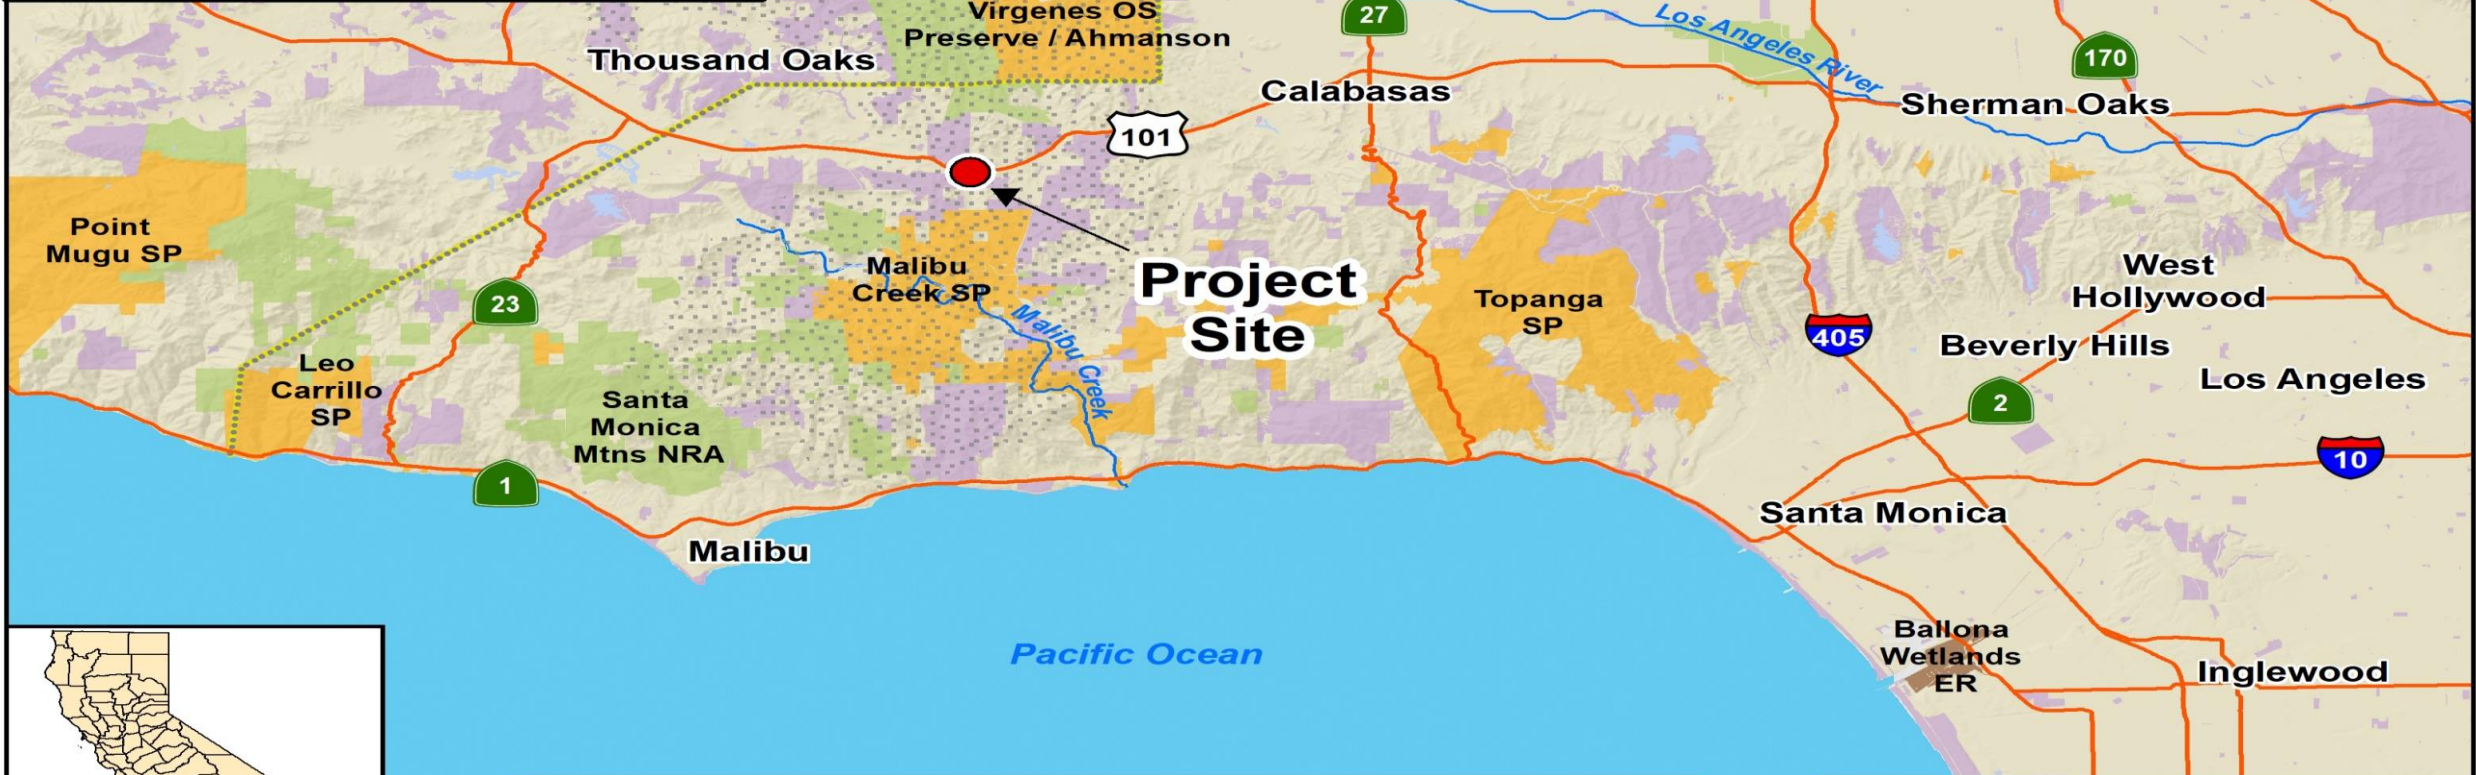 Virgenes OS
Preserve / Ahmanson
27
Los Angeles River
170
Thousand Oaks
Calabasas
Sherman Oaks
101
Point
Mugu SP
Malibu
Creek SP
Project
Site
West
Hollywood
23
Topanga
SP
405
Beverly Hills
Malibu Creek
Leo
Carrillo
SP
Los Angeles
Santa
Monica
Mtns NRA
2
10
1
Santa Monica
Malibu
Pacific Ocean
Ballona
Wetlands
ER
Inglewood